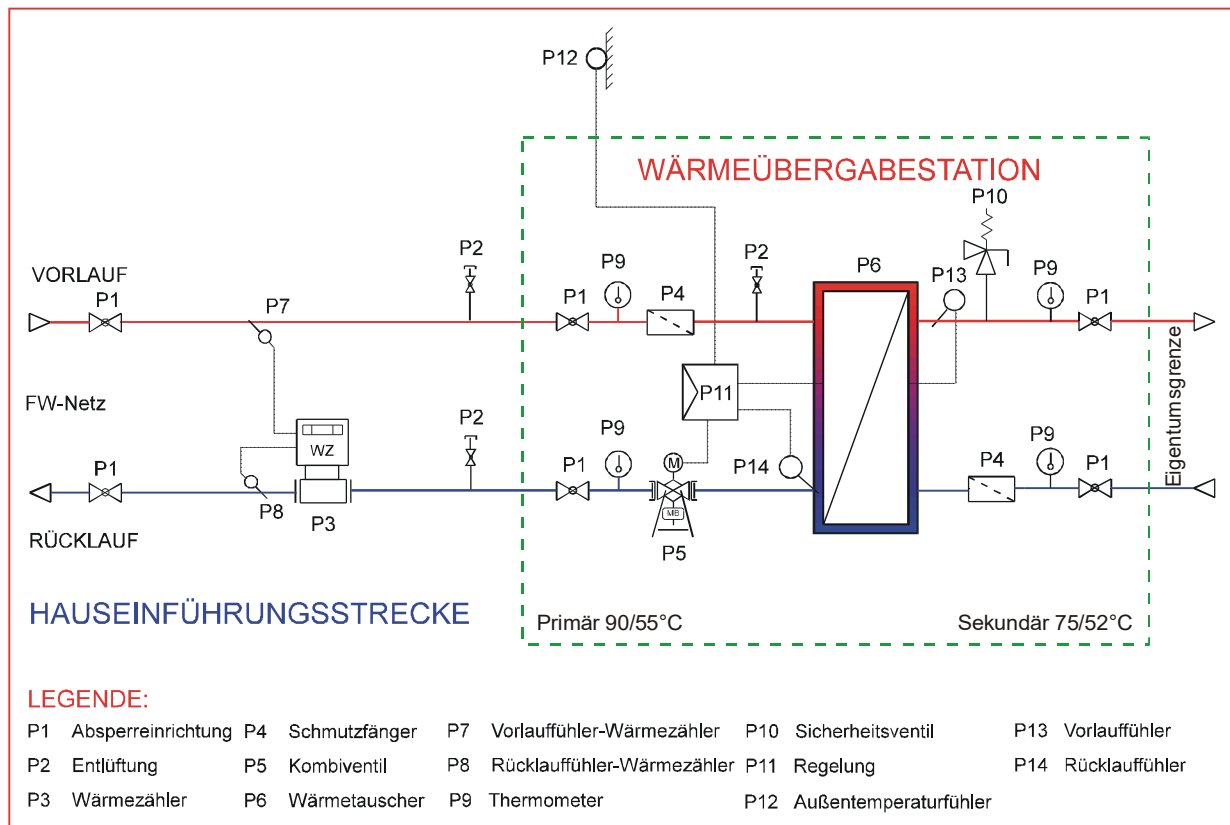 P12
WÄRMEÜBERGABESTATION
P10
P2
P9
P2
P6
P13
P9
VORLAUF
P1
P7
P1
P4
P1
FW-Netz
P11
Eigentumsgrenze
WZ
P2
P9
P9
P1
P1
M
P14
P4
P1
P8
P3
MB
P5
RÜCKLAUF
HAUSEINFÜHRUNGSSTRECKE
Primär 90/55°C
Sekundär 75/52°C
LEGENDE:
P1 Absperreinrichtung P4 Schmutzfänger P7 Vorlauffühler-Wärmezähler P10 Sicherheitsventil P13 Vorlauffühler
P2 Entlüftung P5 Kombiventil P8 Rücklauffühler-Wärmezähler P11 Regelung P14 Rücklauffühler
P3 Wärmezähler P6 Wärmetauscher P9 Thermometer P12 Außentemperaturfühler